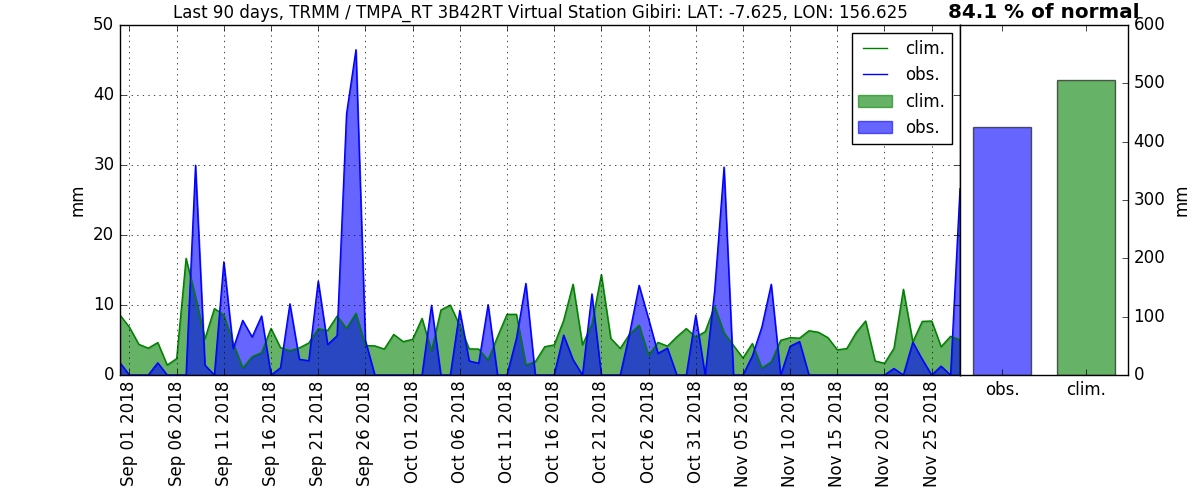 Last 90 days, TRMM / TMPA_RT 3B42RT Virtual Station Gibiri: LAT: -7.625, LON: 156.625
84.1 % of normal
50
40
30
20
10
0
mm
clim.
obs.
clim.
obs.
600
500
400
300
200
100
0
mm
obs.
clim.
Sep 01 2018
Sep 06 2018
Sep 11 2018
Sep 16 2018
Sep 21 2018
Sep 26 2018
Oct 01 2018
Oct 06 2018
Oct 11 2018
Oct 16 2018
Oct 21 2018
Oct 26 2018
Oct 31 2018
Nov 05 2018
Nov 10 2018
Nov 15 2018
Nov 20 2018
Nov 25 2018